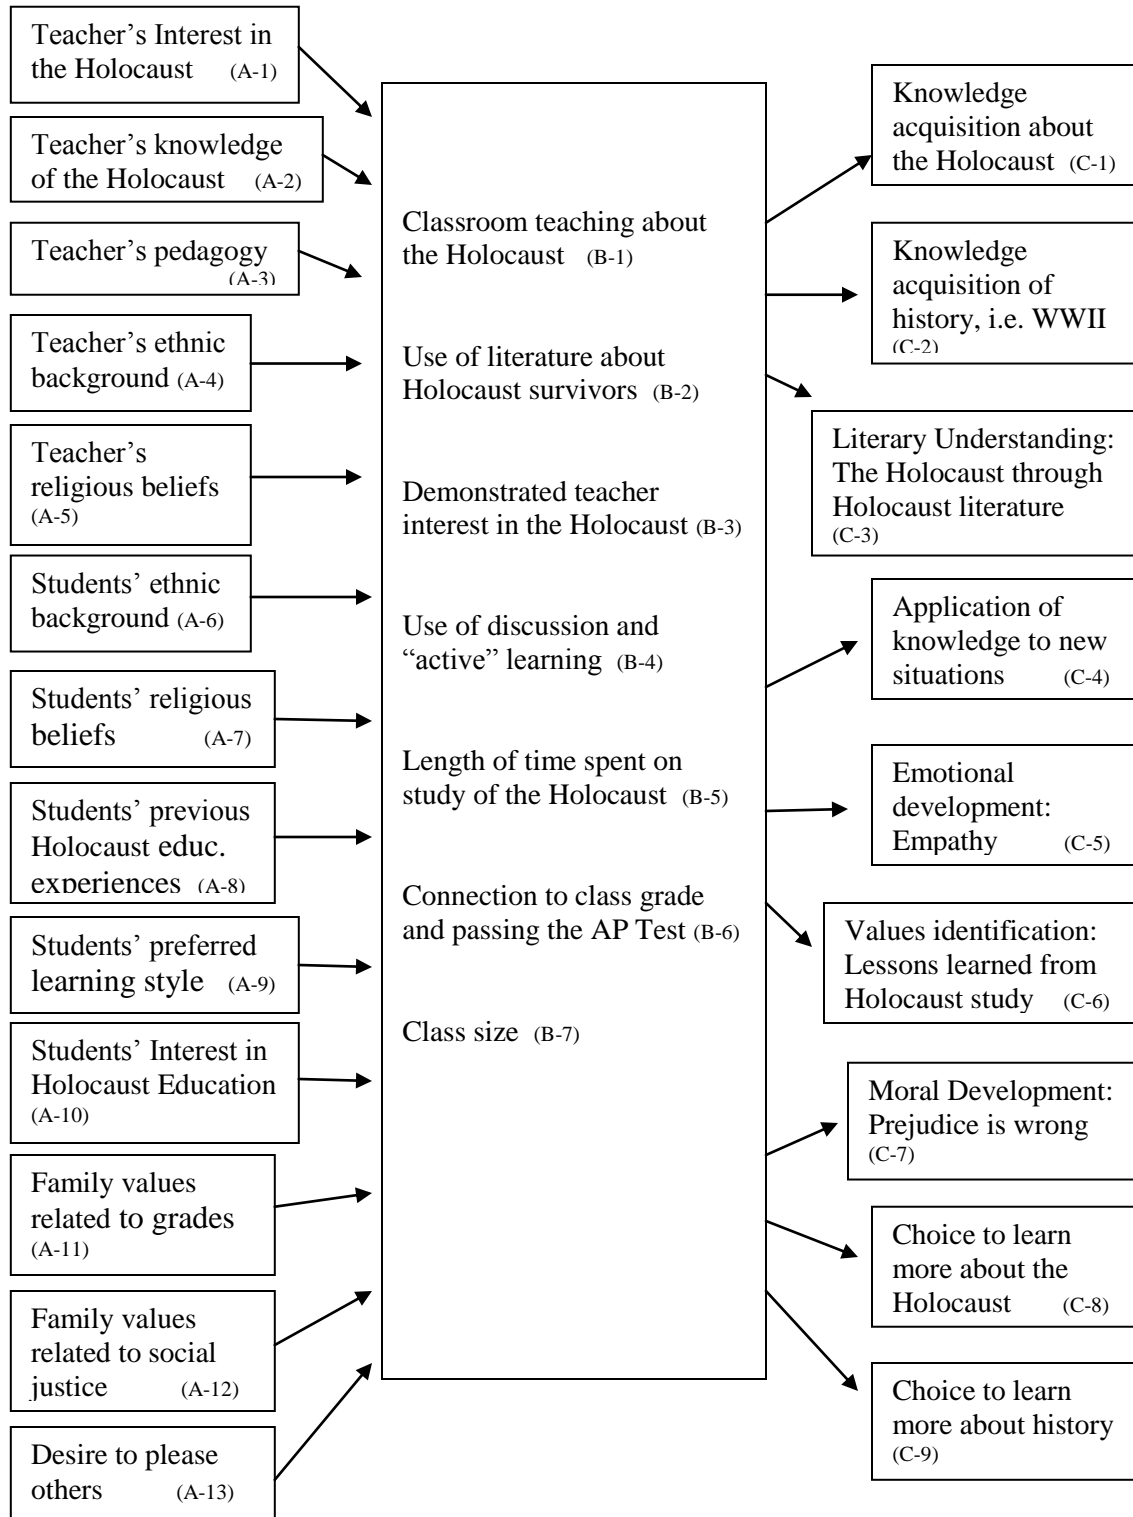 Teacher’s Interest in
the Holocaust (A-1)
Teacher’s knowledge
of the Holocaust (A-2)
Teacher’s pedagogy
(A-3)
Teacher’s ethnic
background (A-4)
Teacher’s
religious beliefs
(A-5)
Students’ ethnic
background (A-6)
Students’ religious
beliefs (A-7)
Students’ previous
Holocaust educ.
experiences (A-8)
Students’ preferred
learning style (A-9)
Students’ Interest in
Holocaust Education
(A-10)
Family values
related to grades
(A-11)
Family values
related to social
justice (A-12)
Desire to please
others (A-13)
Classroom teaching about
the Holocaust (B-1)
Use of literature about
Holocaust survivors (B-2)
Demonstrated teacher
interest in the Holocaust (B-3)
Use of discussion and
“active” learning (B-4)
Length of time spent on
study of the Holocaust (B-5)
Connection to class grade
and passing the AP Test (B-6)
Class size (B-7)
Knowledge
acquisition about
the Holocaust (C-1)
Knowledge
acquisition of
history, i.e. WWII
(C-2)
Literary Understanding:
The Holocaust through
Holocaust literature
(C-3)
Application of
knowledge to new
situations (C-4)
Emotional
development:
Empathy (C-5)
Values identification:
Lessons learned from
Holocaust study (C-6)
Moral Development:
Prejudice is wrong
(C-7)
Choice to learn
more about the
Holocaust (C-8)
Choice to learn
more about history
(C-9)